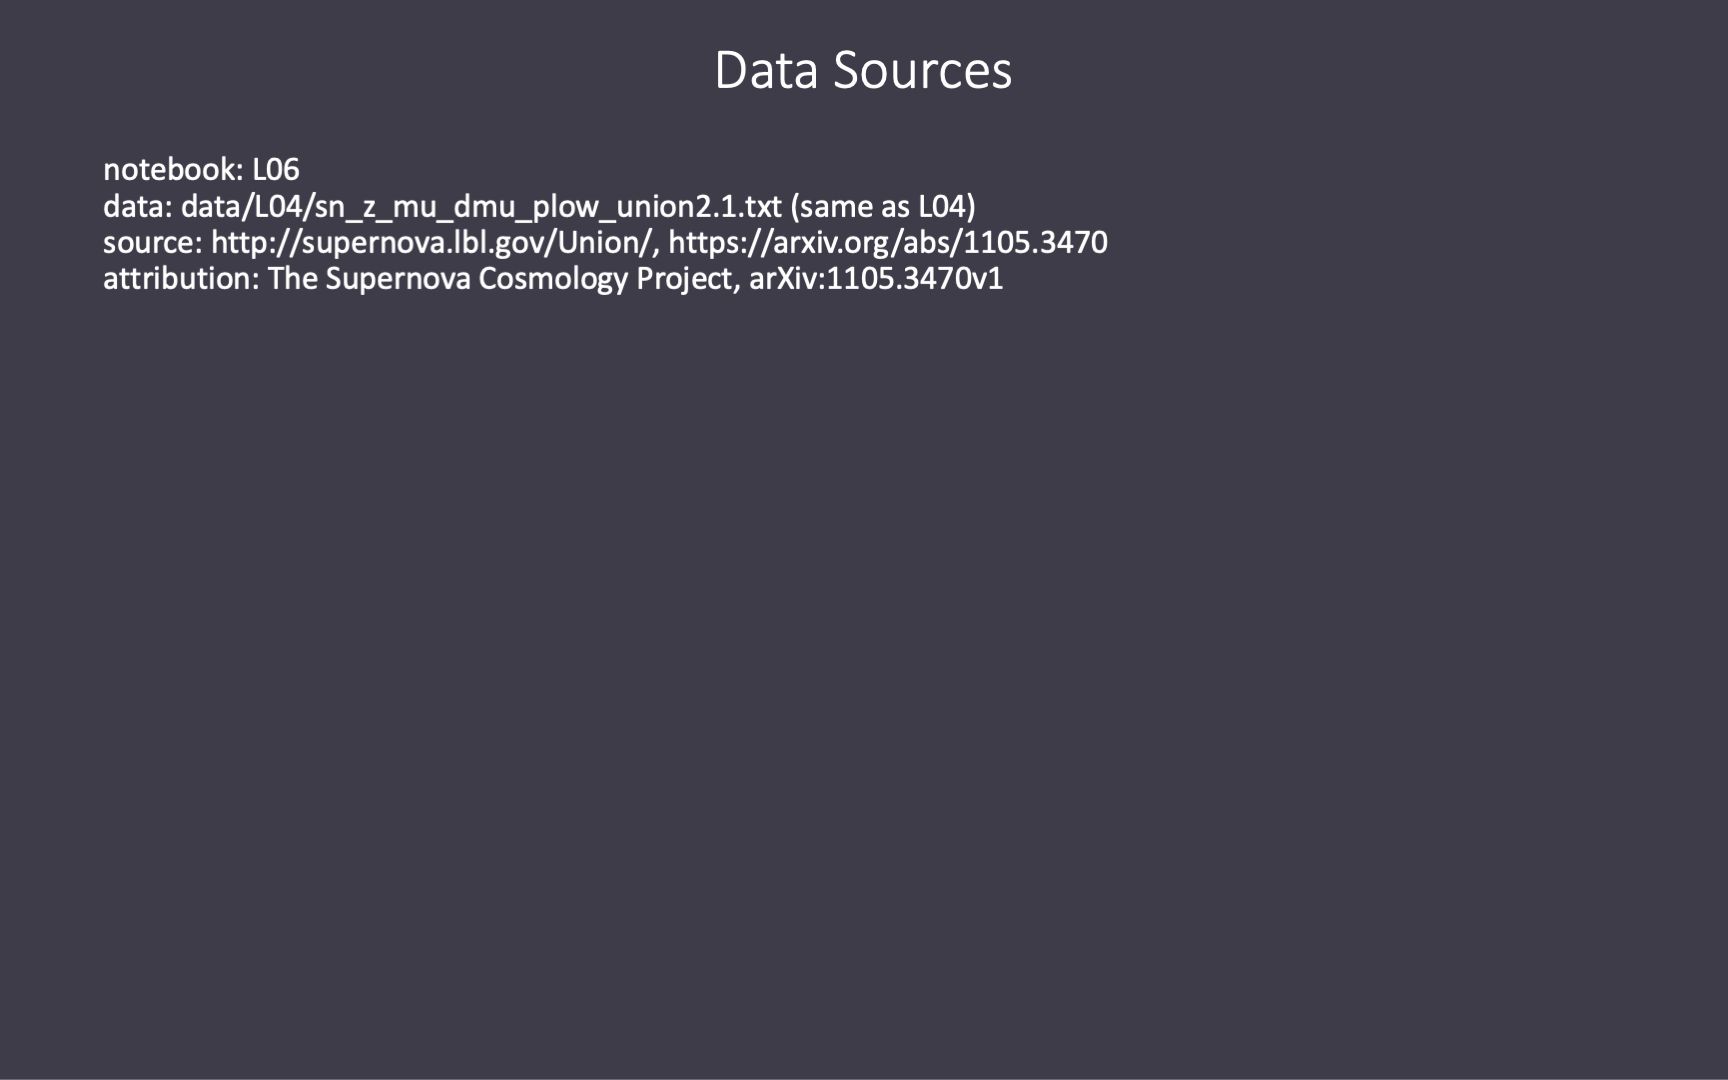 Data Sources
notebook: L06
data: data/L04/sn_z_mu_dmu_plow_union2.1.txt (same as L04)
source: http://supernova.lbl.gov/Union/, https://arxiv.org/abs/1105.3470
attribution: The Supernova Cosmology Project, arXiv:1105.3470v1